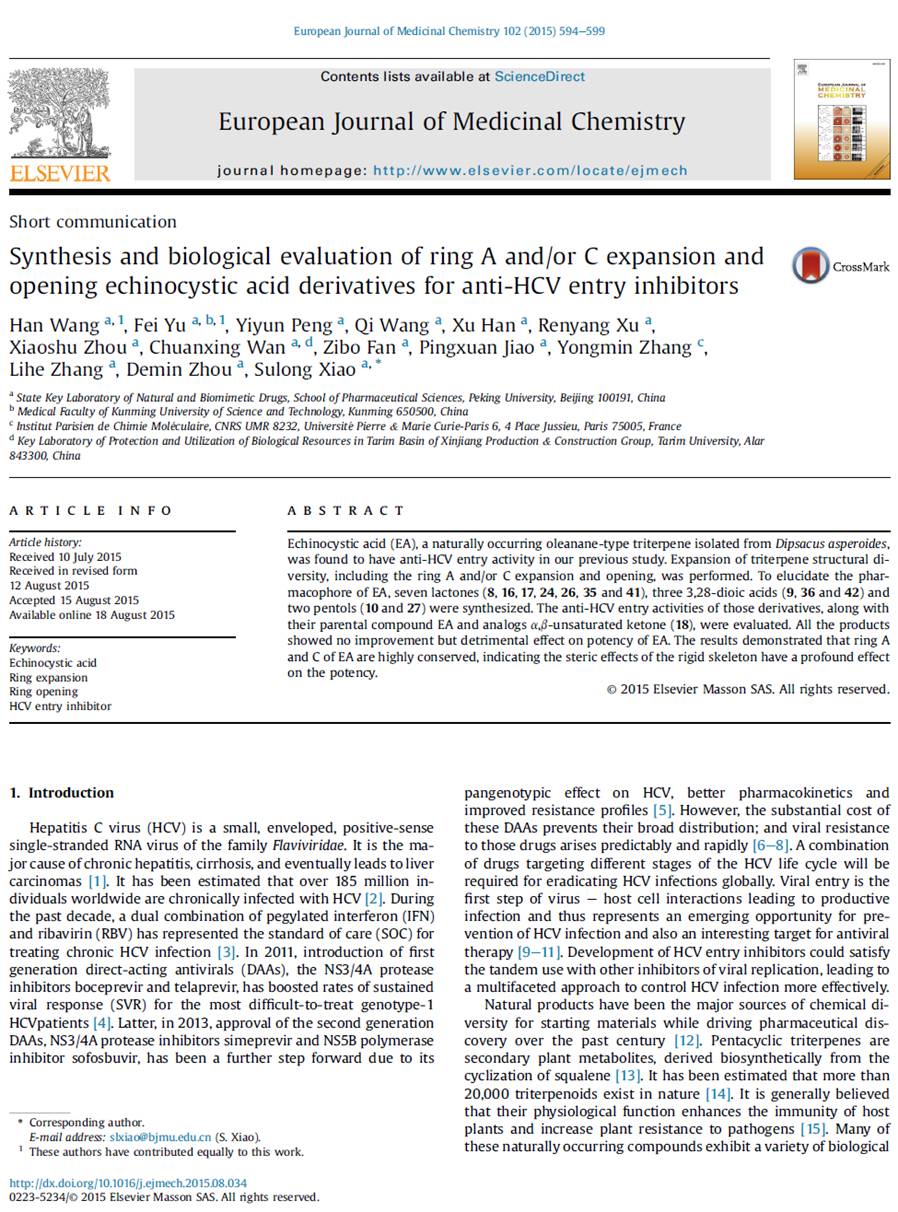 European Journal of Medicinal Chemistry 102 (2015) 594–599
Contents lists available at ScienceDirect
European Journal of Medicinal Chemistry
journal homepage: http://www.elsevier.com/locate/ejmech
ELSEVIER
EUROPEAN JOURNAL OF
MEDICINAL
CHEMISTRY
Short communication
Synthesis and biological evaluation of ring A and/or C expansion and
opening echinocystic acid derivatives for anti-HCV entry inhibitors
CrossMark
Han Wang a, 1, Fei Yu a, b, 1, Yiyun Peng a, Qi Wang a, Xu Han a, Renyang Xu a,
Xiaoshu Zhou a, Chuanxing Wan a, d, Zibo Fan a, Pingxuan Jiao a, Yongmin Zhang c,
Lihe Zhang a, Demin Zhou a, Sulong Xiao a, *
a State Key Laboratory of Natural and Biomimetic Drugs, School of Pharmaceutical Sciences, Peking University, Beijing 100191, China
b Medical Faculty of Kunming University of Science and Technology, Kunming 650500, China
c Institut Parisien de Chimie Moléculaire, CNRS UMR 8232, Université Pierre & Marie Curie-Paris 6, 4 Place Jussieu, Paris 75005, France
d Key Laboratory of Protection and Utilization of Biological Resources in Tarim Basin of Xinjiang Production & Construction Group, Tarim University, Alar
843300, China
ARTICLE INFO
Article history:
Received 10 July 2015
Received in revised form
12 August 2015
Accepted 15 August 2015
Available online 18 August 2015
Keywords:
Echinocystic acid
Ring expansion
Ring opening
HCV entry inhibitor
ABSTRACT
Echinocystic acid (EA), a naturally occurring oleanane-type triterpene isolated from Dipsacus asperoides,
was found to have anti-HCV entry activity in our previous study. Expansion of triterpene structural di-
versity, including the ring A and/or C expansion and opening, was performed. To elucidate the phar-
macophore of EA, seven lactones (8, 16, 17, 24, 26, 35 and 41), three 3,28-dioic acids (9, 36 and 42) and
two pentols (10 and 27) were synthesized. The anti-HCV entry activities of those derivatives, along with
their parental compound EA and analogs α,β-unsaturated ketone (18), were evaluated. All the products
showed no improvement but detrimental effect on potency of EA. The results demonstrated that ring A
and C of EA are highly conserved, indicating the steric effects of the rigid skeleton have a profound effect
on the potency.
© 2015 Elsevier Masson SAS. All rights reserved.
1. Introduction
Hepatitis C virus (HCV) is a small, enveloped, positive-sense
single-stranded RNA virus of the family Flaviviridae. It is the ma-
jor cause of chronic hepatitis, cirrhosis, and eventually leads to liver
carcinomas [1]. It has been estimated that over 185 million in-
dividuals worldwide are chronically infected with HCV [2]. During
the past decade, a dual combination of pegylated interferon (IFN)
and ribavirin (RBV) has represented the standard of care (SOC) for
treating chronic HCV infection [3]. In 2011, introduction of first
generation direct-acting antivirals (DAAs), the NS3/4A protease
inhibitors boceprevir and telaprevir, has boosted rates of sustained
viral response (SVR) for the most difficult-to-treat genotype-1
HCVpatients [4]. Latter, in 2013, approval of the second generation
DAAs, NS3/4A protease inhibitors simeprevir and NS5B polymerase
inhibitor sofosbuvir, has been a further step forward due to its
pangenotypic effect on HCV, better pharmacokinetics and
improved resistance profiles [5]. However, the substantial cost of
these DAAs prevents their broad distribution; and viral resistance
to those drugs arises predictably and rapidly [6–8]. A combination
of drugs targeting different stages of the HCV life cycle will be
required for eradicating HCV infections globally. Viral entry is the
first step of virus – host cell interactions leading to productive
infection and thus represents an emerging opportunity for pre-
vention of HCV infection and also an interesting target for antiviral
therapy [9–11]. Development of HCV entry inhibitors could satisfy
the tandem use with other inhibitors of viral replication, leading to
a multifaceted approach to control HCV infection more effectively.
Natural products have been the major sources of chemical di-
versity for starting materials while driving pharmaceutical dis-
covery over the past century [12]. Pentacyclic triterpenes are
secondary plant metabolites, derived biosynthetically from the
cyclization of squalene [13]. It has been estimated that more than
20,000 triterpenoids exist in nature [14]. It is generally believed
that their physiological function enhances the immunity of host
plants and increase plant resistance to pathogens [15]. Many of
these naturally occurring compounds exhibit a variety of biological
* Corresponding author.
E-mail address: slxiao@bjmu.edu.cn (S. Xiao).
1 These authors have contributed equally to this work.
http://dx.doi.org/10.1016/j.ejmech.2015.08.034
0223-5234/© 2015 Elsevier Masson SAS. All rights reserved.